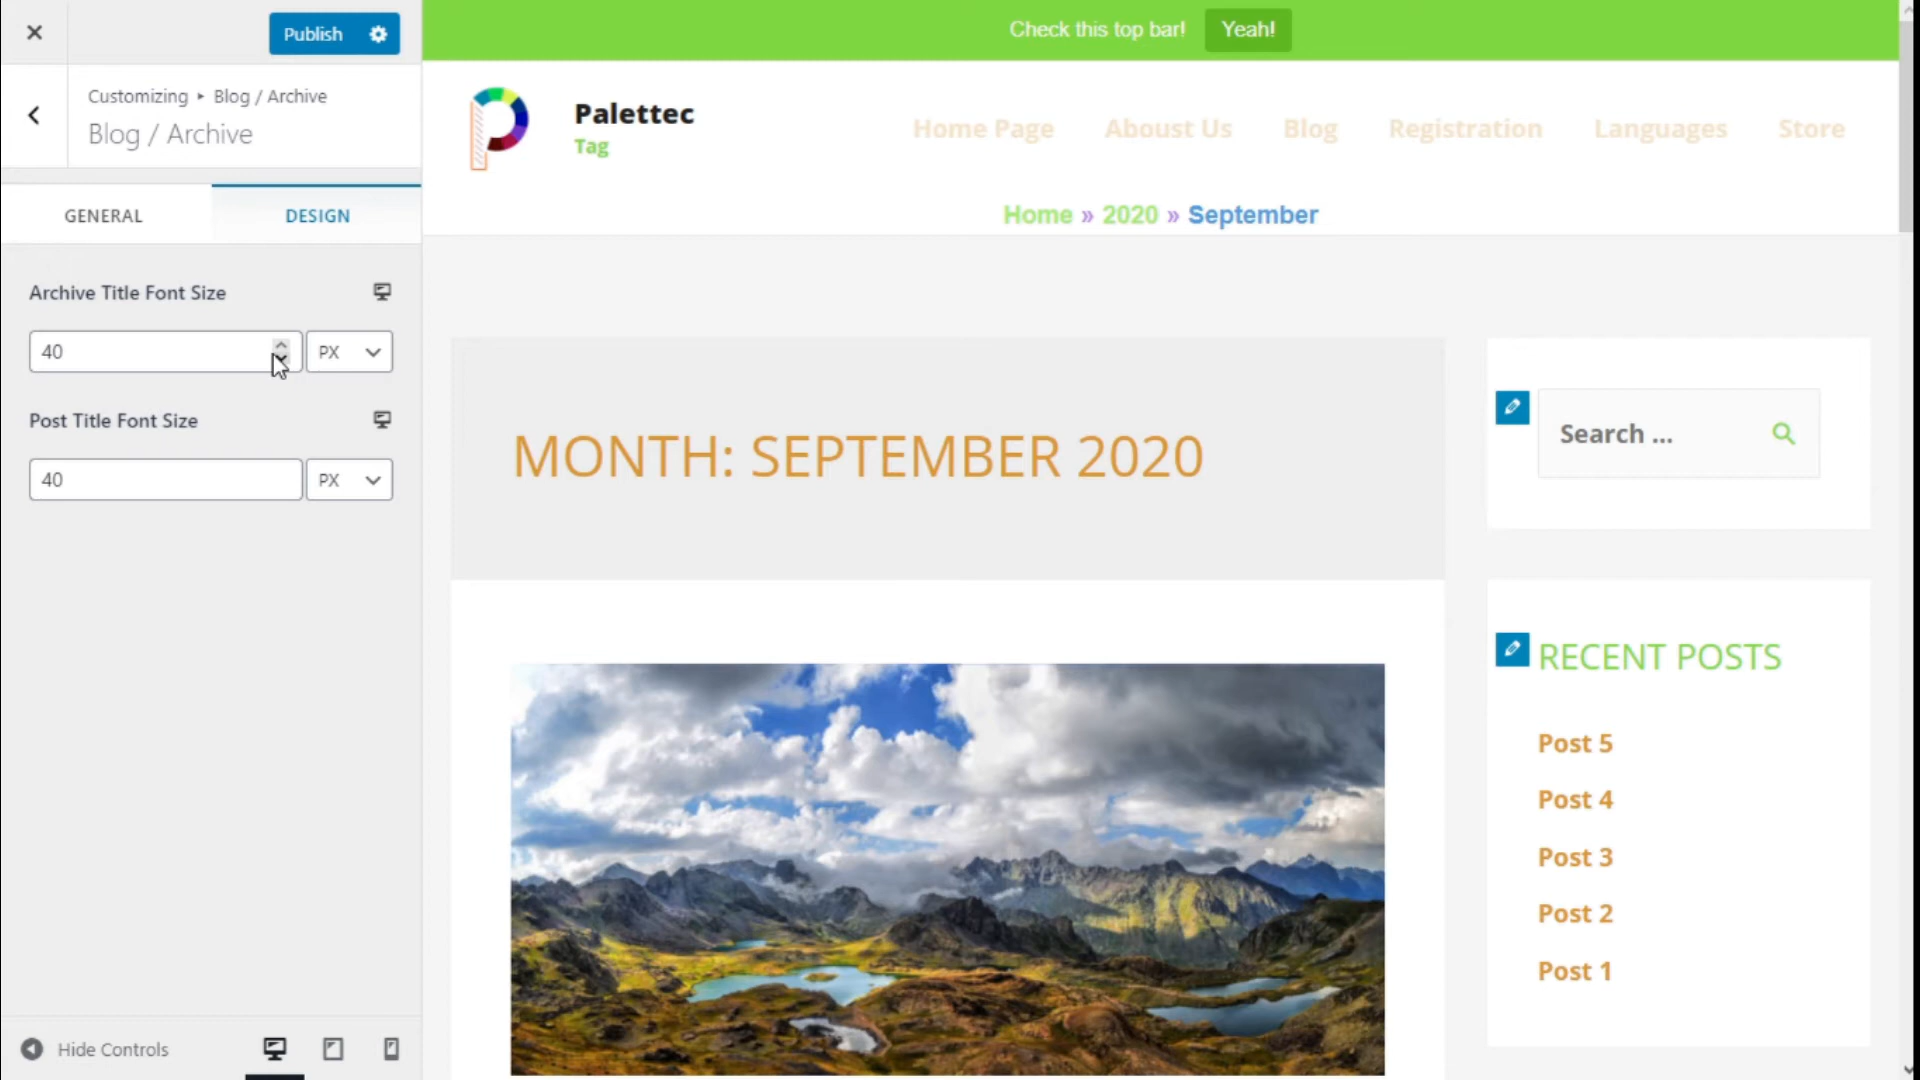 Publish
Customizing ▸ Blog / Archive
Blog / Archive
GENERAL
DESIGN
Archive Title Font Size
40
PX
Post Title Font Size
40
PX
Hide Controls
Check this top bar!
Yeah!
Palettec
Tag
Home Page
Aboust Us
Blog
Registration
Languages
Store
Home » 2020 » September
MONTH: SEPTEMBER 2020
Search ...
RECENT POSTS
Post 5
Post 4
Post 3
Post 2
Post 1